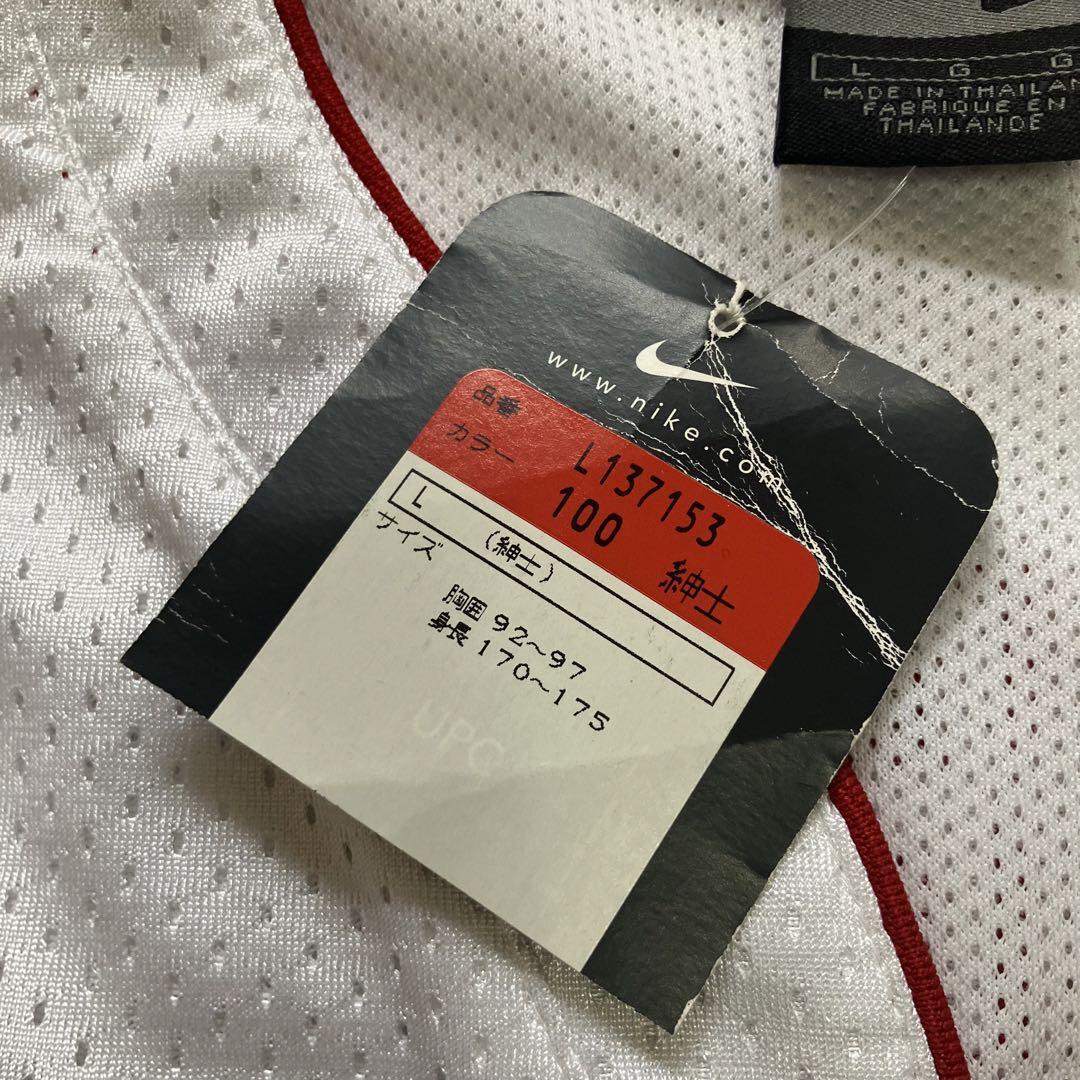 L G G
MADE IN THAILAN
FABRIQUE EN
THAILANDE
www.nike.com
品番 L137153
カラー 100 紳士
L (紳士)
サイズ
胸囲 92~97
身長 170~175
UPC